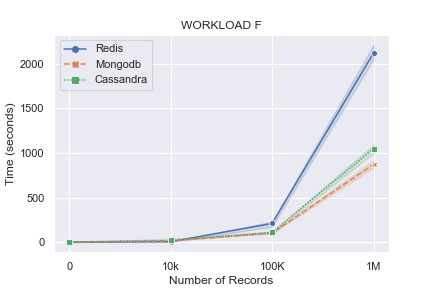 WORKLOAD F
Redis
Mongodb
Cassandra
Time (seconds)
2000
1500
1000
500
0
0 10k 100K 1M
Number of Records